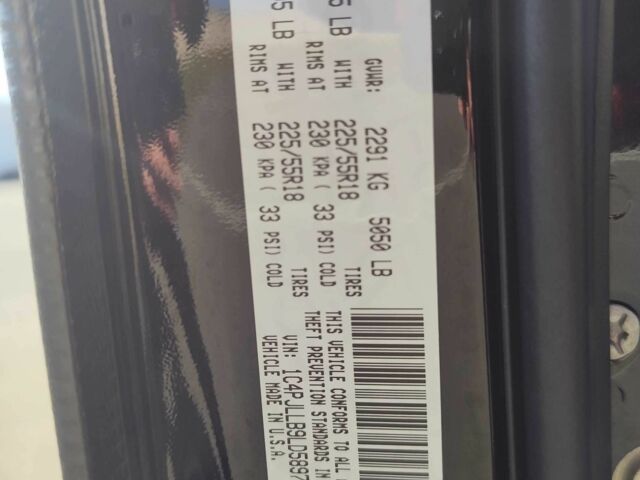 GVWR: 2291 KG 5050 LB
5 LB WITH 225/55R18 TIRES
RIMS AT 230 KPA ( 33 PSI) COLD
5 LB WITH 225/55R18 TIRES
RIMS AT 230 KPA ( 33 PSI) COLD
THIS VEHICLE CONFORMS TO ALL
THEFT PREVENTION STANDARDS IN
VIN: 1C4PJLLB9LD5897
VEHICLE MADE IN U.S.A.